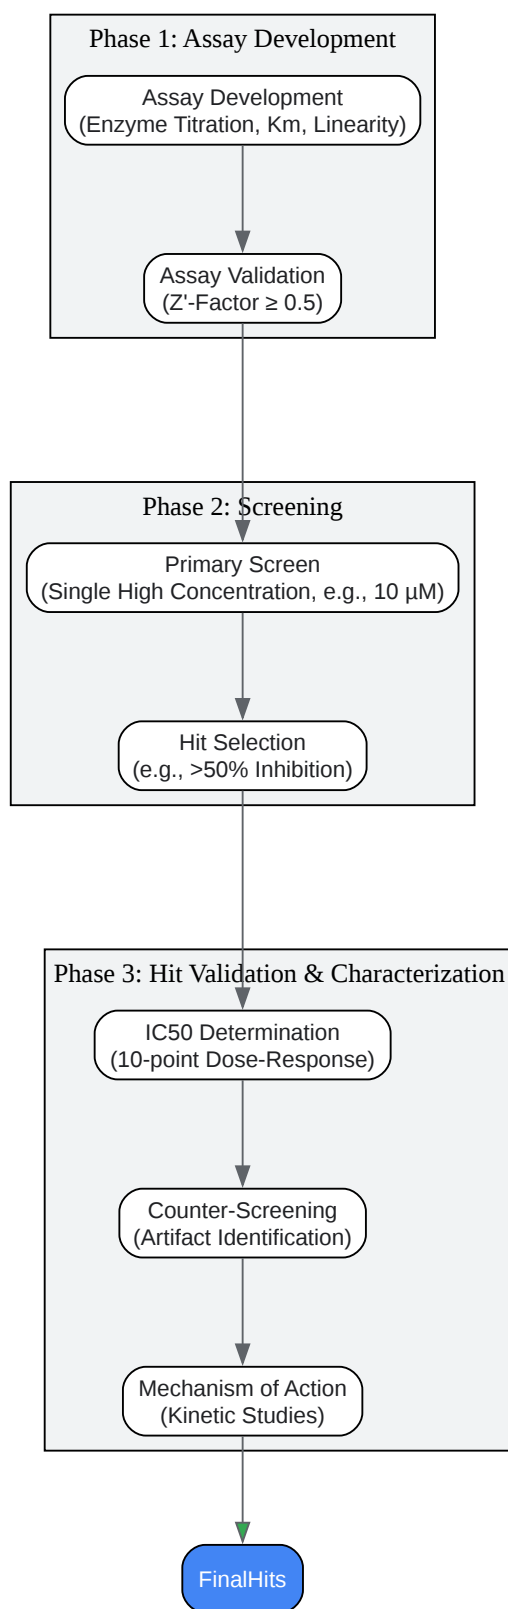 Phase 1: Assay Development
Assay Development
(Enzyme Titration, Km, Linearity)
Assay Validation
(Z'-Factor ≥ 0.5)
Phase 2: Screening
Primary Screen
(Single High Concentration, e.g., 10 µM)
Hit Selection
(e.g., >50% Inhibition)
Phase 3: Hit Validation & Characterization
IC50 Determination
(10-point Dose-Response)
Counter-Screening
(Artifact Identification)
Mechanism of Action
(Kinetic Studies)
FinalHits